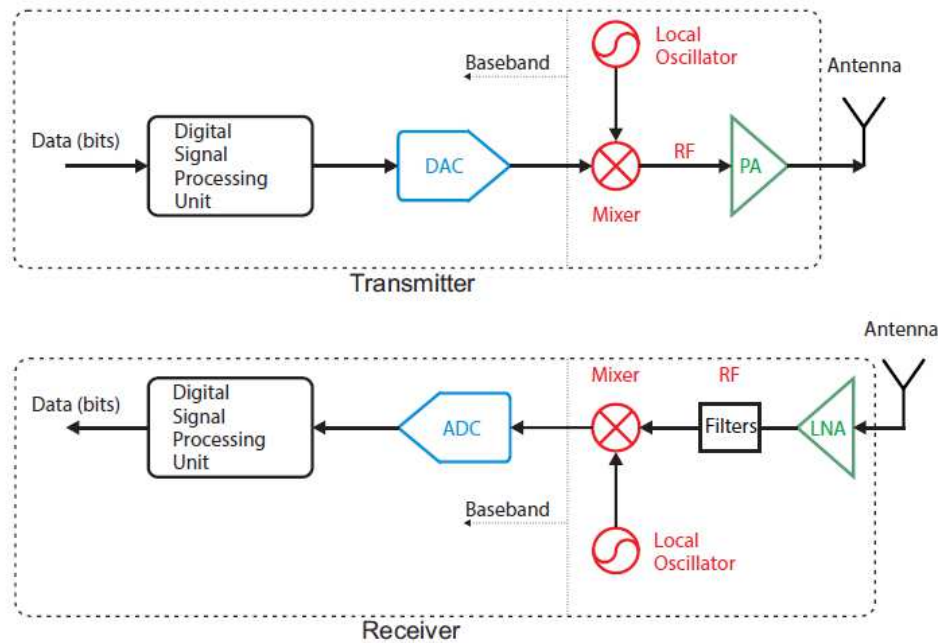 Local
Oscillator
Baseband
Antenna
Data (bits)
Digital
Signal
Processing
Unit
DAC
RF
PA
Mixer
Transmitter
Antenna
Mixer
RF
Data (bits)
Digital
Signal
Processing
Unit
ADC
Filters
LNA
Baseband
Local
Oscillator
Receiver